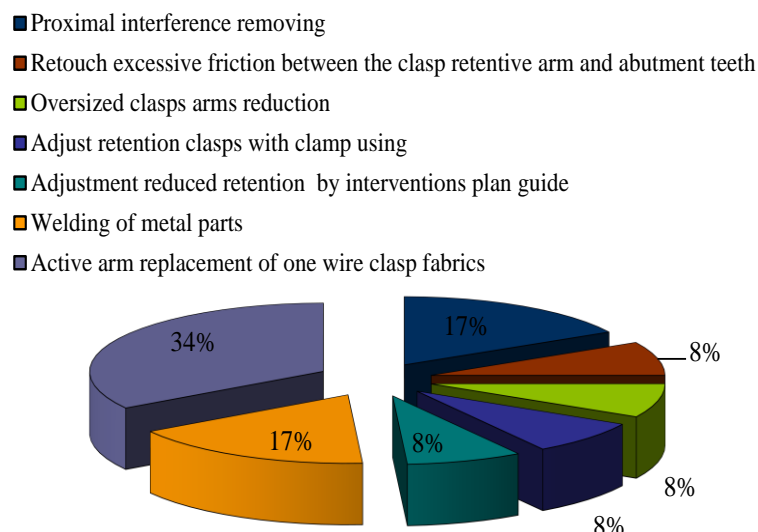 Proximal interference removing
Retouch excessive friction between the clasp retentive arm and abutment teeth
Oversized clasps arms reduction
Adjust retention clasps with clamp using
Adjustment reduced retention by interventions plan guide
Welding of metal parts
Active arm replacement of one wire clasp fabrics
17%
34%
8%
17%
8%
8%
8%